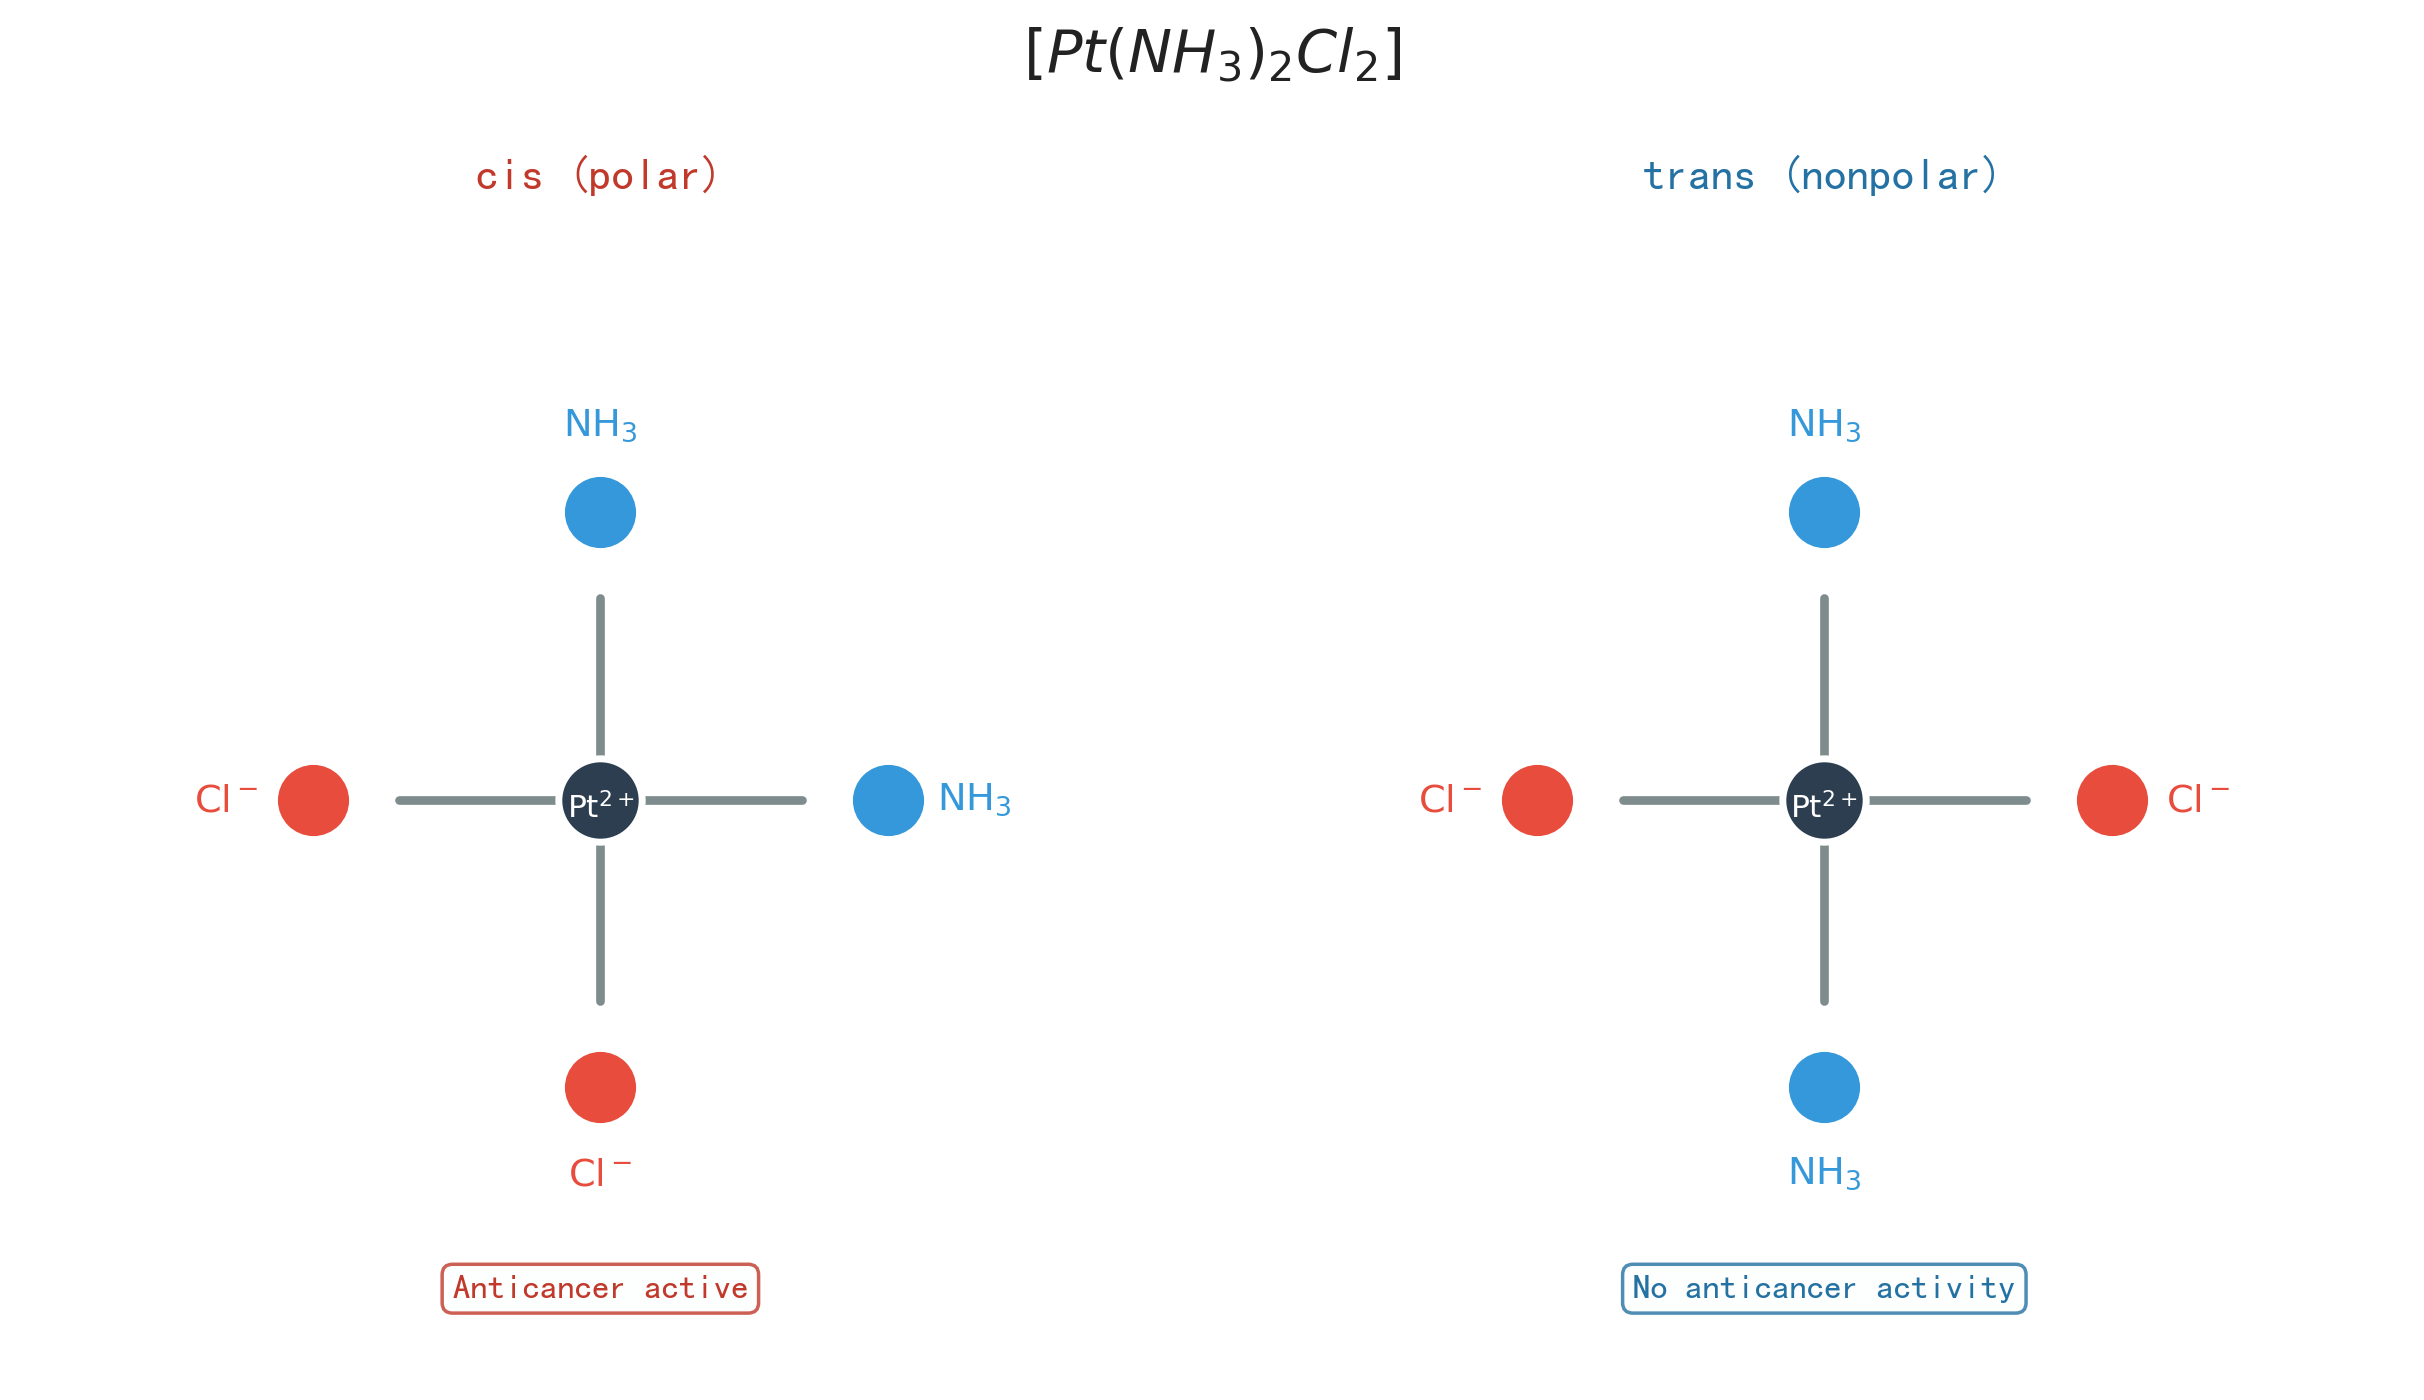 [Pt(NH₃)₂Cl₂]
cis (polar)
trans (nonpolar)
NH₃
Cl⁻
Pt²⁺
NH₃
Cl⁻
Anticancer active
NH₃
Cl⁻
Pt²⁺
Cl⁻
NH₃
No anticancer activity